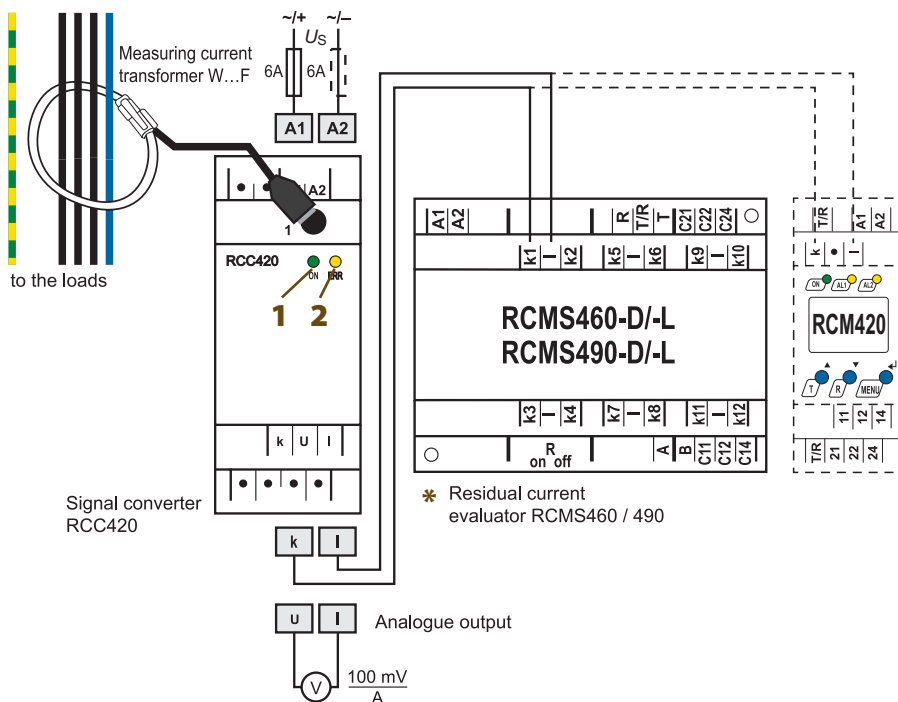 ~/+ ~/–
Us
6A 6A
Measuring current
transformer W...F
A1 A2
A2
1
to the loads
RCC420
ON ERR
1 2
k U l
Signal converter
RCC420
k l
U l
Analogue output
V
100 mV
A
A1 A2 R T/R T C21 C22 C24
k1 l k2 k5 l k6 k9 l k10
RCMS460-D/-L
RCMS490-D/-L
k3 l k4 k7 l k8 k11 l k12
R
on off
A B C11 C12 C14
* Residual current
evaluator RCMS460 / 490
T/R A1 A2
k l
ON AL1 AL2
RCM420
T R MENU
11 12 14
T/R 21 22 24